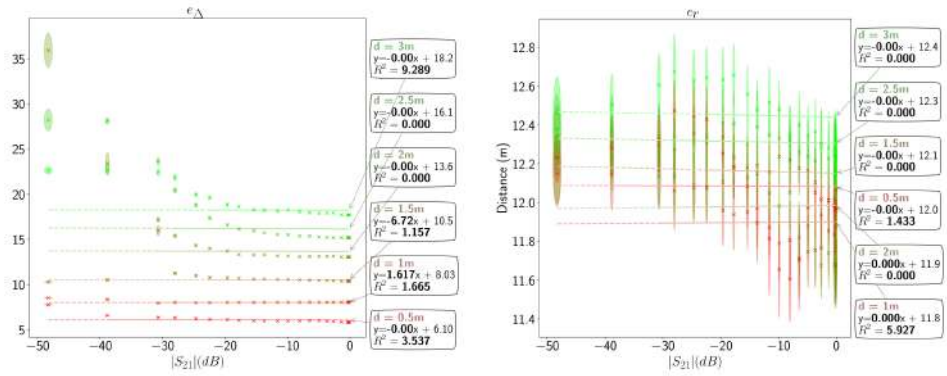 e_Δ
35
30
25
20
15
10
5
−50 −40 −30 −20 −10 0
|S_21|(dB)
d = 3m
y=-0.00x + 18.2
R² = 9.289
d = 2.5m
y=-0.00x + 16.1
R² = 0.000
d = 2m
y=-0.00x + 13.6
R² = 0.000
d = 1.5m
y=-6.72x + 10.5
R² = 1.157
d = 1m
y=1.617x + 8.03
R² = 1.665
d = 0.5m
y=-0.00x + 6.10
R² = 3.537
e_r
Distance (m)
12.8
12.6
12.4
12.2
12.0
11.8
11.6
11.4
−50 −40 −30 −20 −10 0
|S_21|(dB)
d = 3m
y=-0.00x + 12.4
R² = 0.000
d = 2.5m
y=-0.00x + 12.3
R² = 0.000
d = 1.5m
y=-0.00x + 12.1
R² = 0.000
d = 0.5m
y=-0.00x + 12.0
R² = 1.433
d = 2m
y=0.000x + 11.9
R² = 0.000
d = 1m
y=0.000x + 11.8
R² = 5.927